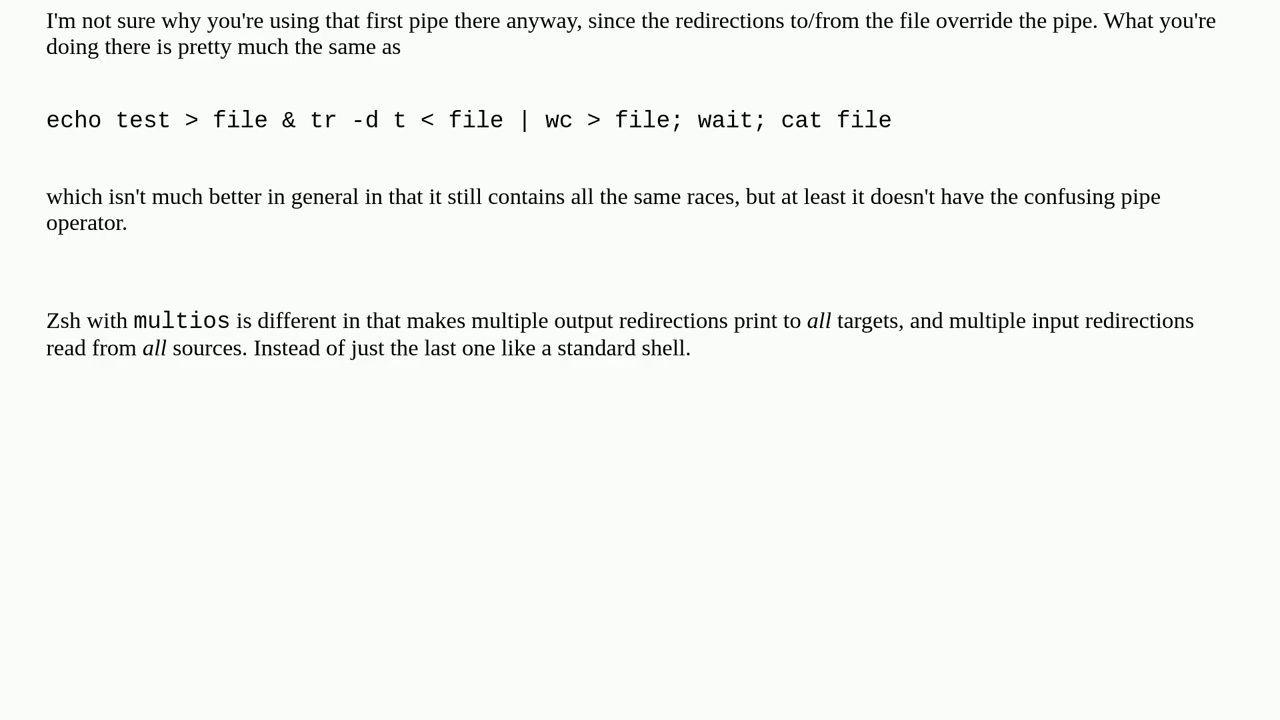 I'm not sure why you're using that first pipe there anyway, since the redirections to/from the file override the pipe. What you're
doing there is pretty much the same as
echo test > file & tr -d t < file | wc > file; wait; cat file
which isn't much better in general in that it still contains all the same races, but at least it doesn't have the confusing pipe
operator.
Zsh with multios is different in that makes multiple output redirections print to all targets, and multiple input redirections
read from all sources. Instead of just the last one like a standard shell.